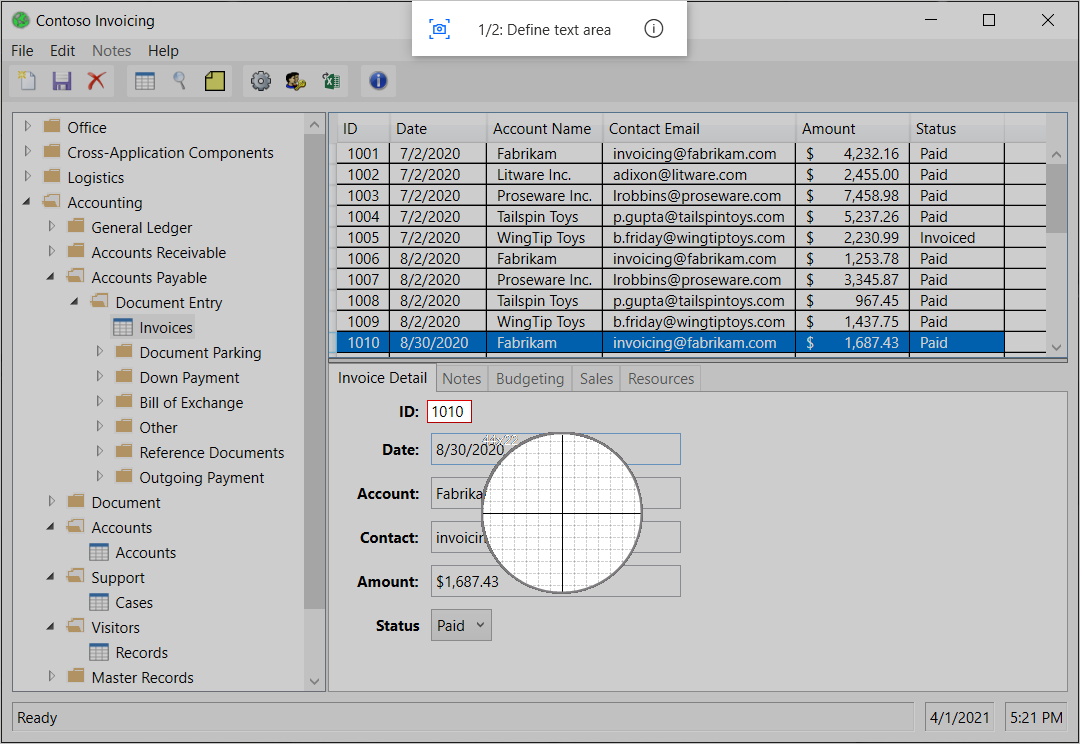 Contoso Invoicing
1/2: Define text area
File Edit Notes Help
Office
Cross-Application Components
Logistics
Accounting
General Ledger
Accounts Receivable
Accounts Payable
Document Entry
Invoices
Document Parking
Down Payment
Bill of Exchange
Other
Reference Documents
Outgoing Payment
Document
Accounts
Accounts
Support
Cases
Visitors
Records
Master Records
ID Date Account Name Contact Email Amount Status
1001 7/2/2020 Fabrikam invoicing@fabrikam.com $ 4,232.16 Paid
1002 7/2/2020 Litware Inc. adixon@litware.com $ 2,455.00 Paid
1003 7/2/2020 Proseware Inc. lrobbins@proseware.com $ 7,458.98 Paid
1004 7/2/2020 Tailspin Toys p.gupta@tailspintoys.com $ 5,237.26 Paid
1005 7/2/2020 WingTip Toys b.friday@wingtiptoys.com $ 2,230.99 Invoiced
1006 8/2/2020 Fabrikam invoicing@fabrikam.com $ 1,253.78 Paid
1007 8/2/2020 Proseware Inc. lrobbins@proseware.com $ 3,345.87 Paid
1008 8/2/2020 Tailspin Toys p.gupta@tailspintoys.com $ 967.45 Paid
1009 8/2/2020 WingTip Toys b.friday@wingtiptoys.com $ 1,437.75 Paid
1010 8/30/2020 Fabrikam invoicing@fabrikam.com $ 1,687.43 Paid
Invoice Detail Notes Budgeting Sales Resources
ID: 1010
Date: 8/30/2020
Account: Fabrika
Contact: invoicin
Amount: $1,687.43
Status Paid
Ready 4/1/2021 5:21 PM